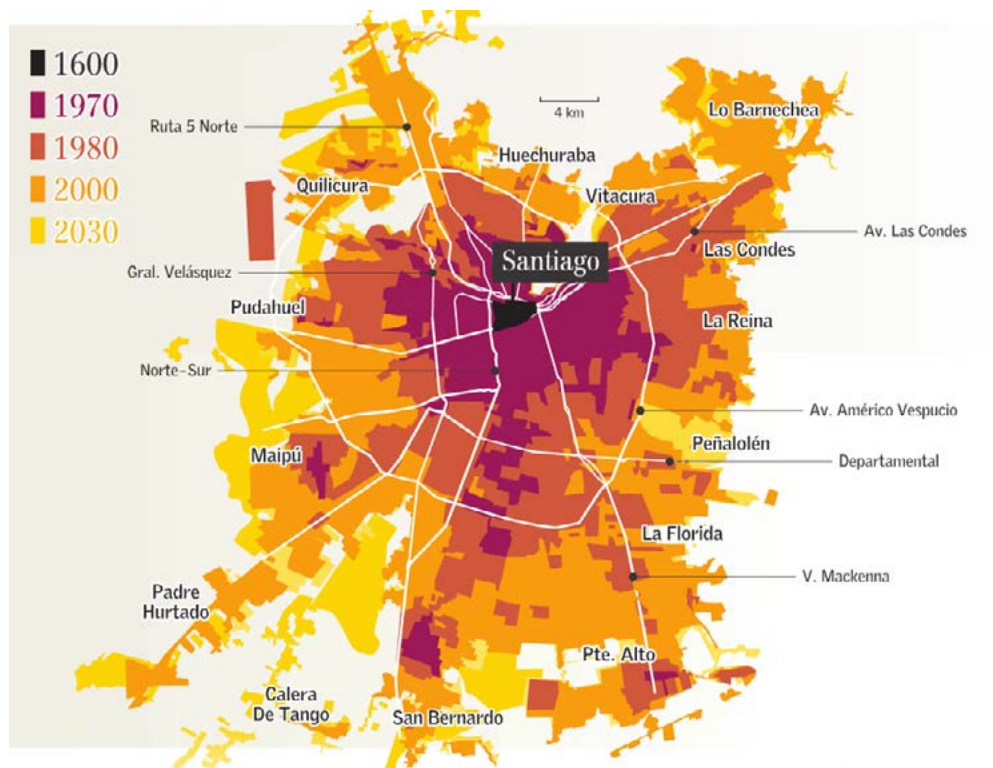 1600
1970
1980
2000
2030
4 km
Lo Barnechea
Ruta 5 Norte
Huechuraba
Quilicura
Vitacura
Av. Las Condes
Las Condes
Santiago
Gral. Velásquez
Pudahuel
La Reina
Norte-Sur
Av. Américo Vespucio
Peñalolén
Maipú
Departamental
La Florida
V. Mackenna
Padre
Hurtado
Pte. Alto
Calera
De Tango
San Bernardo